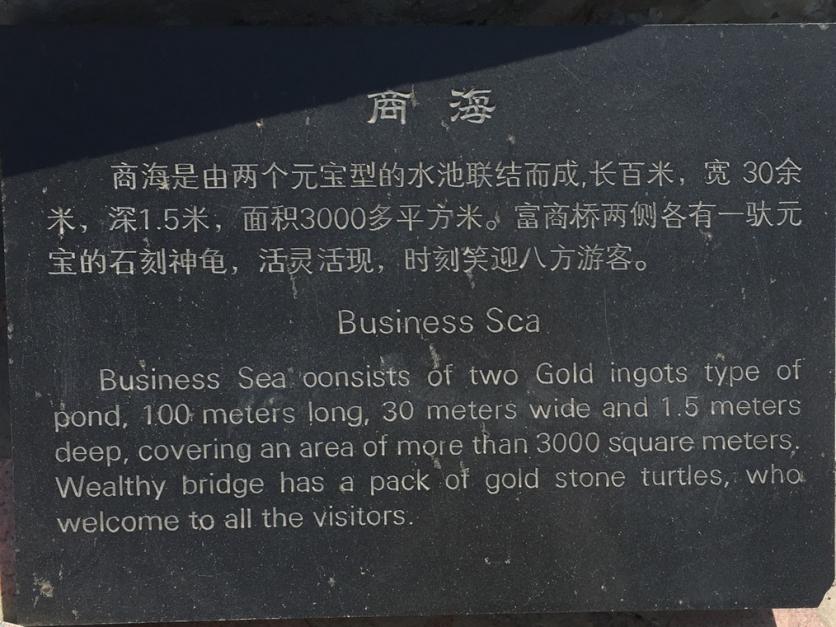 商 海
商海是由两个元宝型的水池联结而成,长百米，宽 30余
米，深1.5米，面积3000多平方米。富商桥两侧各有一驮元
宝的石刻神龟，活灵活现，时刻笑迎八方游客。
Business Sca
Business Sea oonsists of two Gold ingots type of
pond, 100 meters long, 30 meters wide and 1.5 meters
deep, covering an area of more than 3000 square meters.
Wealthy bridge has a pack of gold stone turtles, who
welcome to all the visitors.